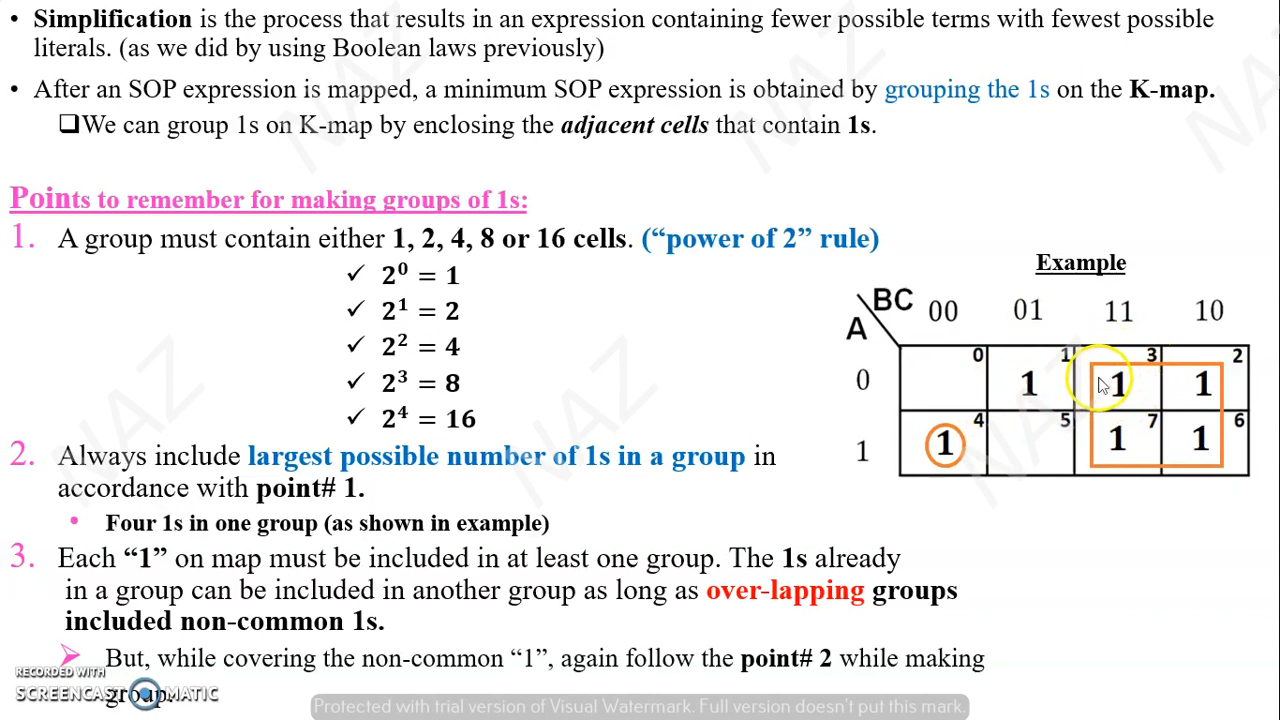 • Simplification is the process that results in an expression containing fewer possible terms with fewest possible
literals. (as we did by using Boolean laws previously)
• After an SOP expression is mapped, a minimum SOP expression is obtained by grouping the 1s on the K-map.
❑We can group 1s on K-map by enclosing the adjacent cells that contain 1s.
Points to remember for making groups of 1s:
1. A group must contain either 1, 2, 4, 8 or 16 cells. (“power of 2” rule)
✓ 2⁰ = 1
✓ 2¹ = 2
✓ 2² = 4
✓ 2³ = 8
✓ 2⁴ = 16
2. Always include largest possible number of 1s in a group in
accordance with point# 1.
• Four 1s in one group (as shown in example)
3. Each “1” on map must be included in at least one group. The 1s already
in a group can be included in another group as long as over-lapping groups
included non-common 1s.
➢ But, while covering the non-common “1”, again follow the point# 2 while making
group.
Example
BC 00 01 11 10
A
0 1 3 2
0 1 1 1
4 5 7 6
1 1 1 1
RECORDED WITH
SCREENCAST MATIC
Protected with trial version of Visual Watermark. Full version doesn't put this mark.
NAZ
NAZ
NAZ
NAZ
NAZ
NAZ